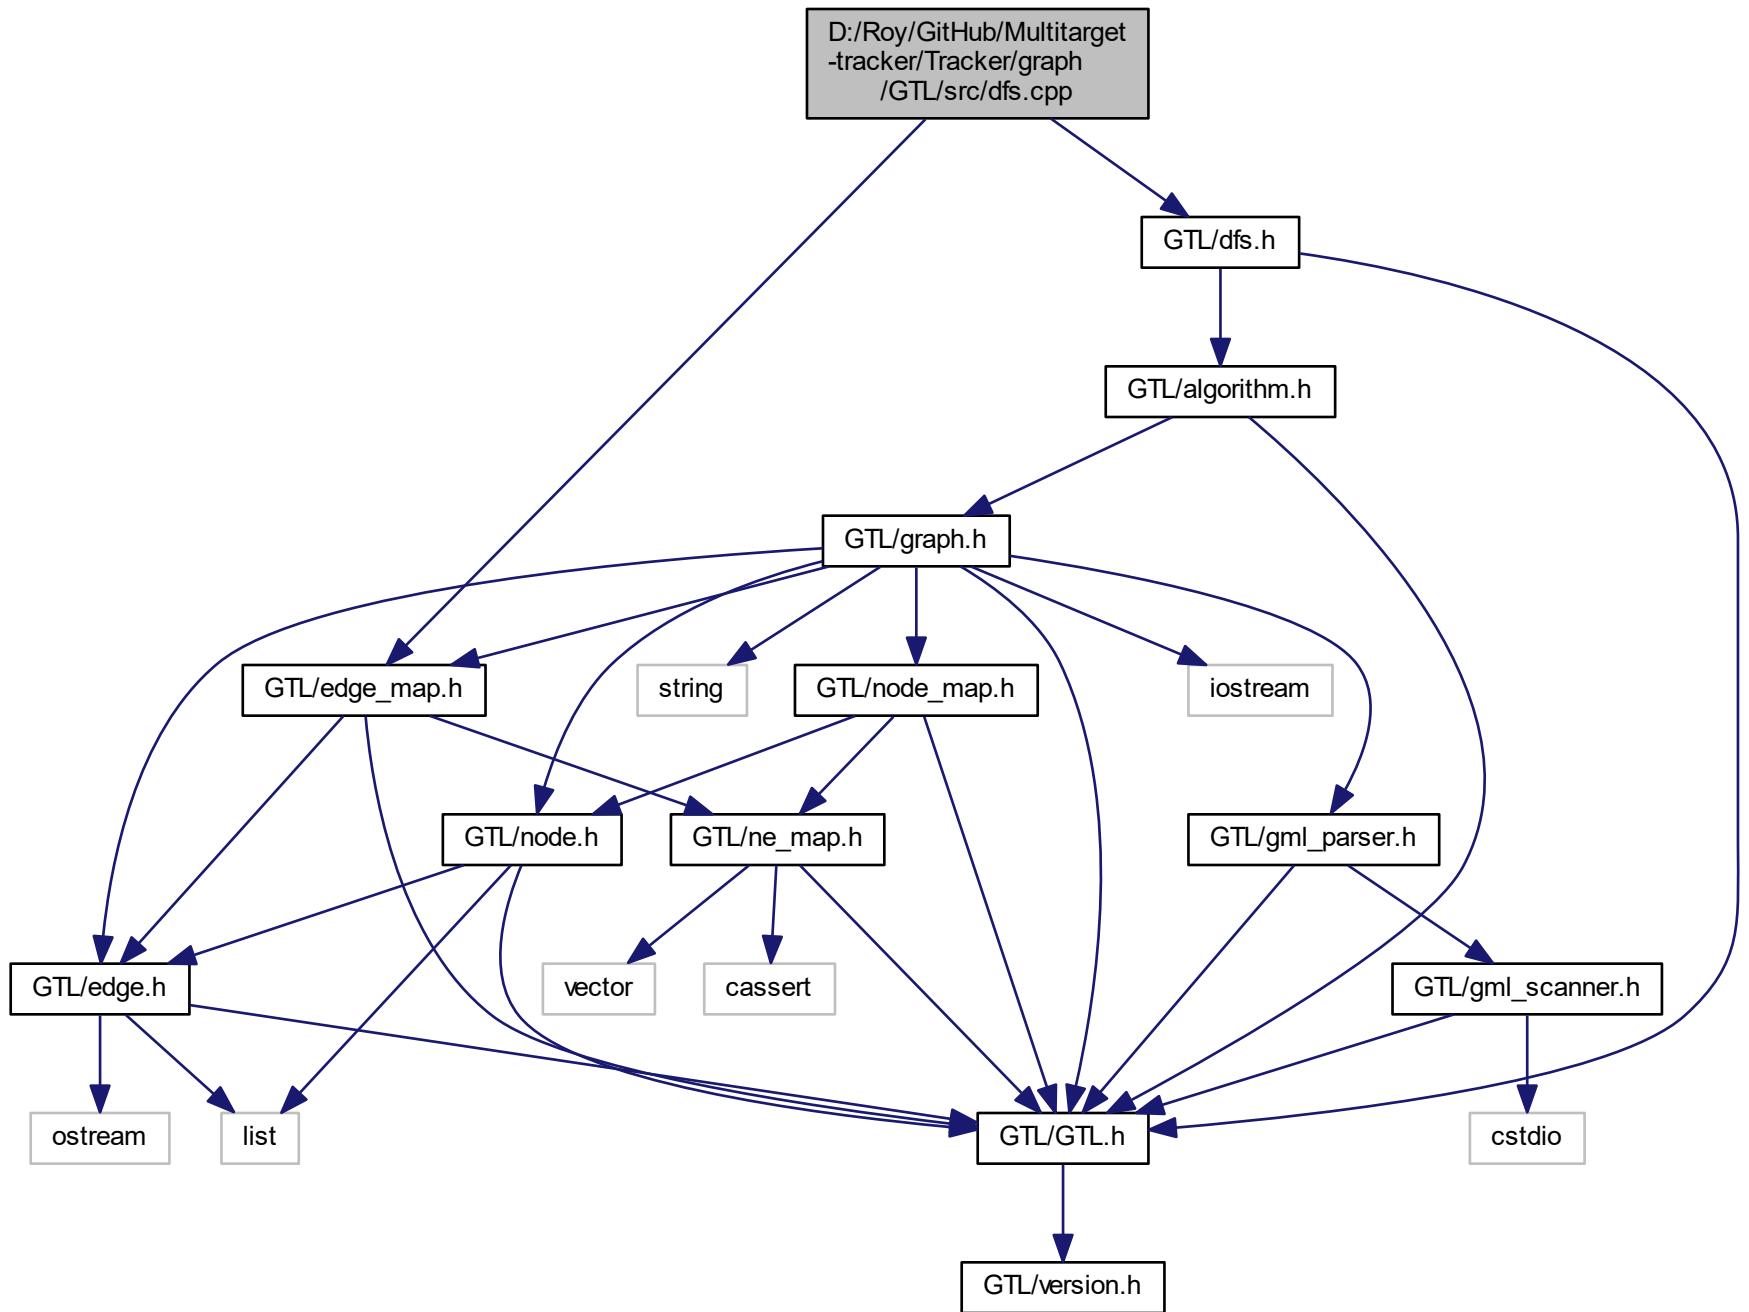 D:/Roy/GitHub/Multitarget
-tracker/Tracker/graph
/GTL/src/dfs.cpp
GTL/dfs.h
GTL/algorithm.h
GTL/graph.h
GTL/edge_map.h
string
GTL/node_map.h
iostream
GTL/node.h
GTL/ne_map.h
GTL/gml_parser.h
GTL/edge.h
vector
cassert
GTL/gml_scanner.h
ostream
list
GTL/GTL.h
cstdio
GTL/version.h